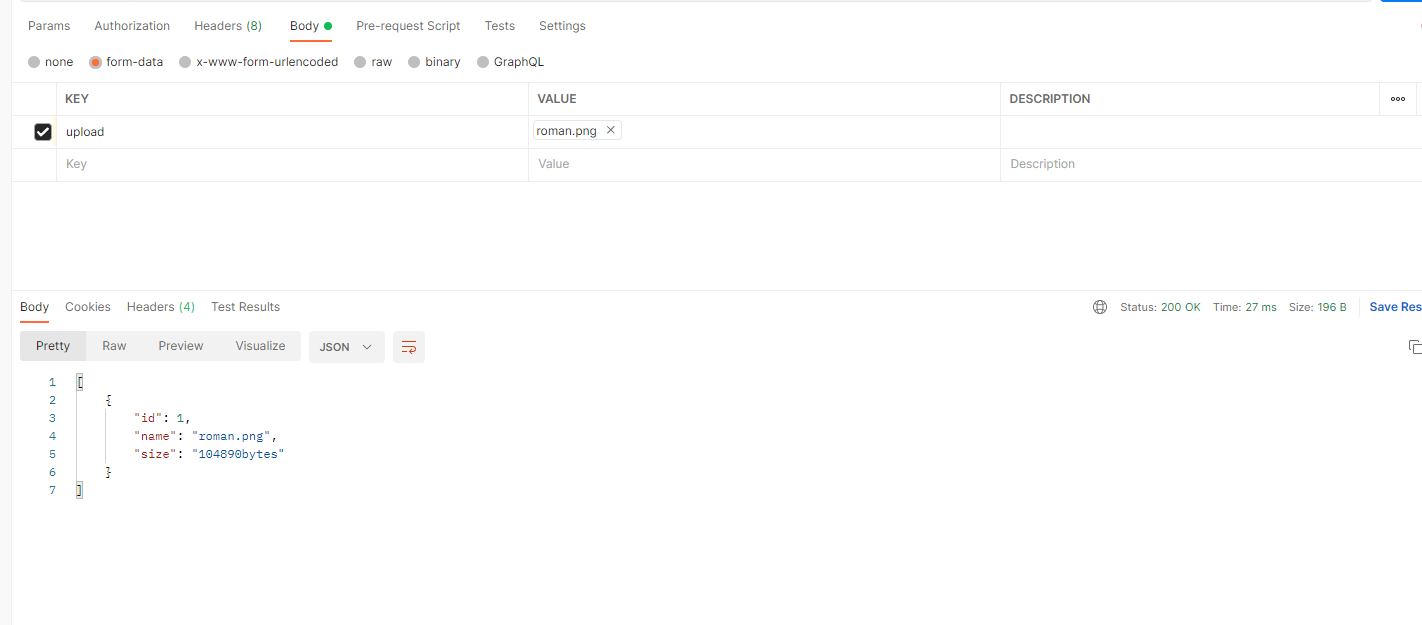 Params Authorization Headers (8) Body Pre-request Script Tests Settings
none form-data x-www-form-urlencoded raw binary GraphQL
KEY VALUE DESCRIPTION
upload roman.png
Key Value Description
Body Cookies Headers (4) Test Results Status: 200 OK Time: 27 ms Size: 196 B Save Res
Pretty Raw Preview Visualize JSON
1 [
2 {
3 "id": 1,
4 "name": "roman.png",
5 "size": "104890bytes"
6 }
7 ]